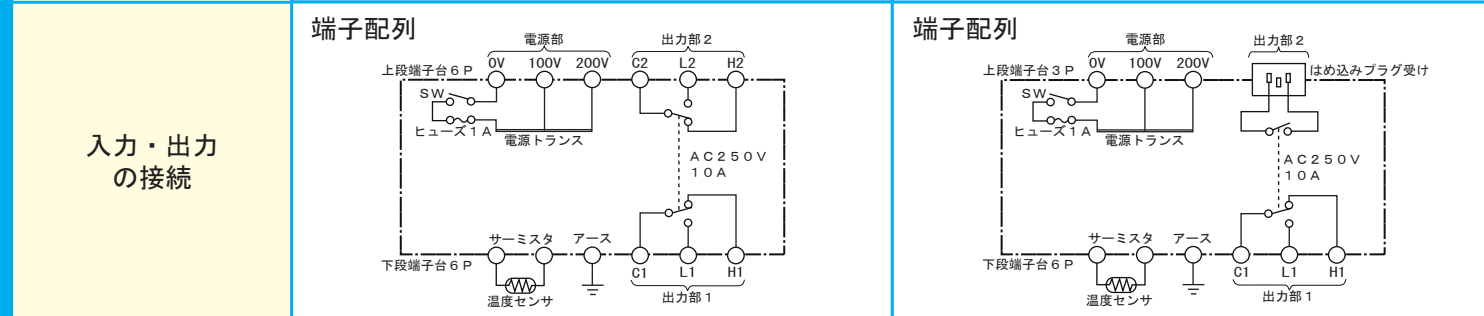 入力・出力
の接続
端子配列
電源部
出力部2
上段端子台6P
0V 100V 200V
C2 L2 H2
SW
ヒューズ1A
電源トランス
AC250V
10A
サーミスタ
アース
下段端子台6P
C1 L1 H1
温度センサ
出力部1
端子配列
電源部
出力部2
上段端子台3P
0V 100V 200V
はめ込みプラグ受け
SW
ヒューズ1A
電源トランス
AC250V
10A
サーミスタ
アース
下段端子台6P
C1 L1 H1
温度センサ
出力部1